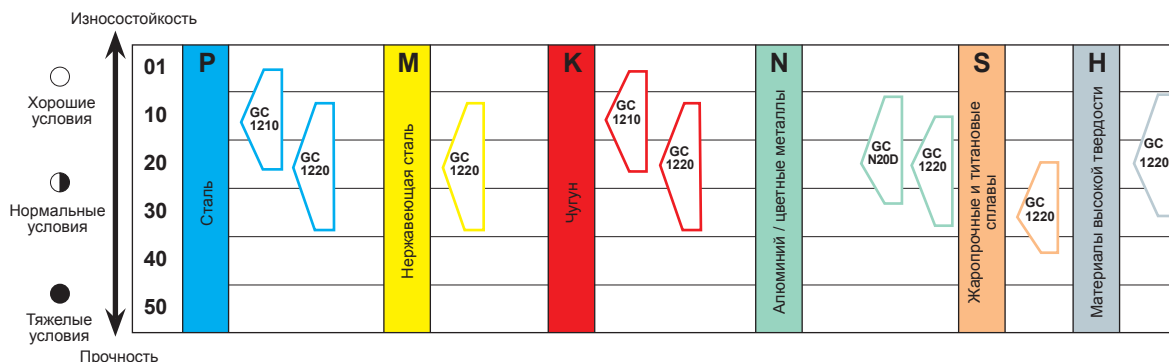 Износостойкость
Хорошие
условия
Нормальные
условия
Тяжелые
условия
Прочность
01
10
20
30
40
50
P
Сталь
GC
1210
GC
1220
M
Нержавеющая сталь
GC
1220
K
Чугун
GC
1210
GC
1220
N
Алюминий / цветные металлы
GC
N20D
GC
1220
S
Жаропрочные и титановые
сплавы
GC
1220
H
Материалы высокой твердости
GC
1220